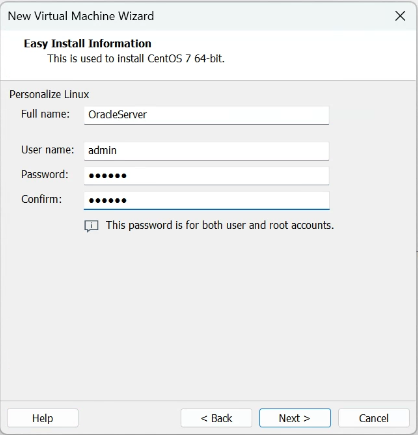 New Virtual Machine Wizard
Easy Install Information
This is used to install CentOS 7 64-bit.
Personalize Linux
Full name: OracleServer
User name: admin
Password: ●●●●●●
Confirm: ●●●●●●
This password is for both user and root accounts.
Help < Back Next > Cancel